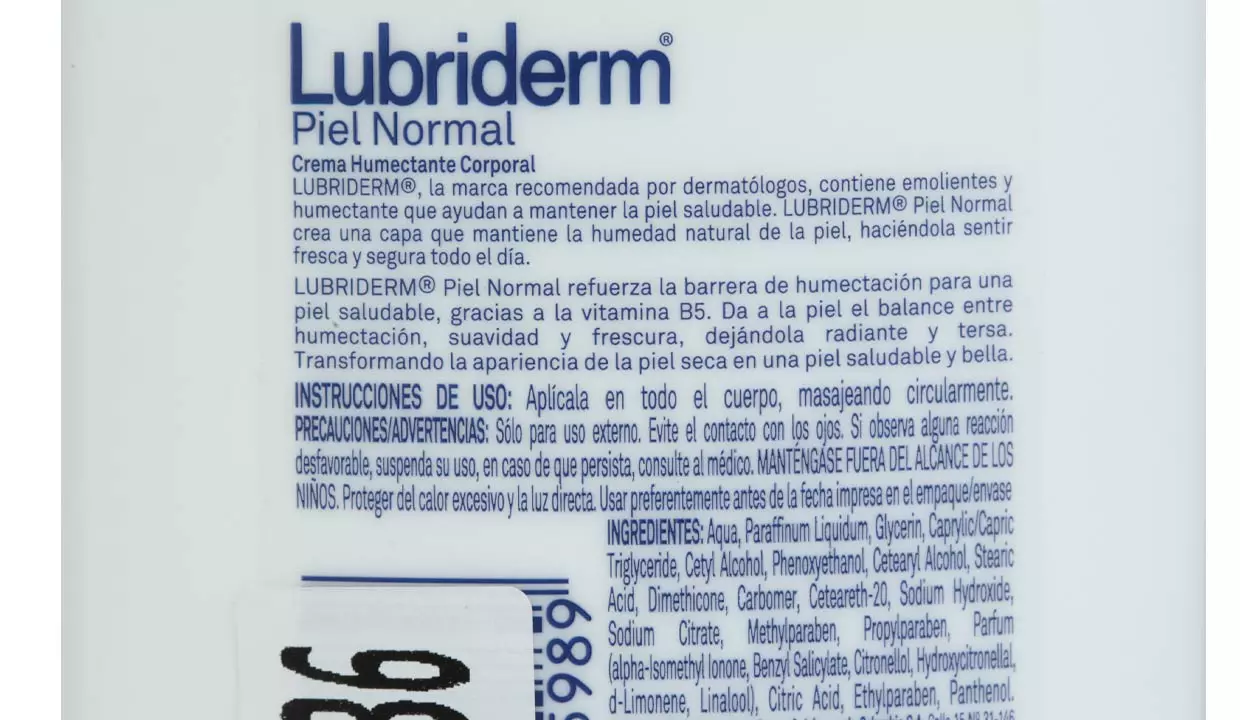 Lubriderm®
Piel Normal
Crema Humectante Corporal
LUBRIDERM®, la marca recomendada por dermatólogos, contiene emolientes y
humectante que ayudan a mantener la piel saludable. LUBRIDERM® Piel Normal
crea una capa que mantiene la humedad natural de la piel, haciéndola sentir
fresca y segura todo el día.
LUBRIDERM® Piel Normal refuerza la barrera de humectación para una
piel saludable, gracias a la vitamina B5. Da a la piel el balance entre
humectación, suavidad y frescura, dejándola radiante y tersa.
Transformando la apariencia de la piel seca en una piel saludable y bella.
INSTRUCCIONES DE USO: Aplícala en todo el cuerpo, masajeando circularmente.
PRECAUCIONES/ADVERTENCIAS: Sólo para uso externo. Evite el contacto con los ojos. Si observa alguna reacción
desfavorable, suspenda su uso, en caso de que persista, consulte al médico. MANTÉNGASE FUERA DEL ALCANCE DE LOS
NIÑOS. Proteger del calor excesivo y la luz directa. Usar preferentemente antes de la fecha impresa en el empaque/envase
INGREDIENTES: Aqua, Paraffinum Liquidum, Glycerin, Caprylic/Capric
Triglyceride, Cetyl Alcohol, Phenoxyethanol, Cetearyl Alcohol, Stearic
Acid, Dimethicone, Carbomer, Ceteareth-20, Sodium Hydroxide,
Sodium Citrate, Methylparaben, Propylparaben, Parfum
(alpha-Isomethyl Ionone, Benzyl Salicylate, Citronellol, Hydroxycitronellal,
d-Limonene, Linalool), Citric Acid, Ethylparaben, Panthenol.
5989
36